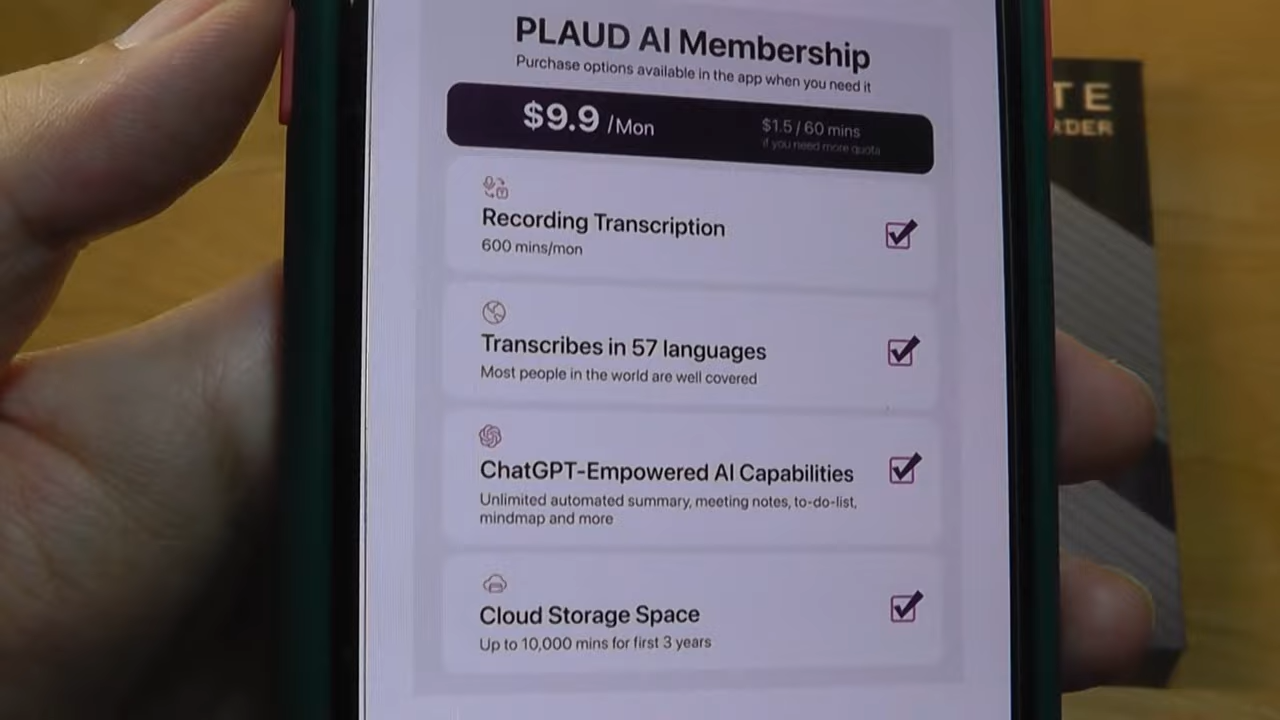 PLAUD AI Membership
Purchase options available in the app when you need it
$9.9 /Mon
$1.5 / 60 mins
if you need more quota
Recording Transcription
600 mins/mon
Transcribes in 57 languages
Most people in the world are well covered
ChatGPT-Empowered AI Capabilities
Unlimited automated summary, meeting notes, to-do-list,
mindmap and more
Cloud Storage Space
Up to 10,000 mins for first 3 years
TE
RDER